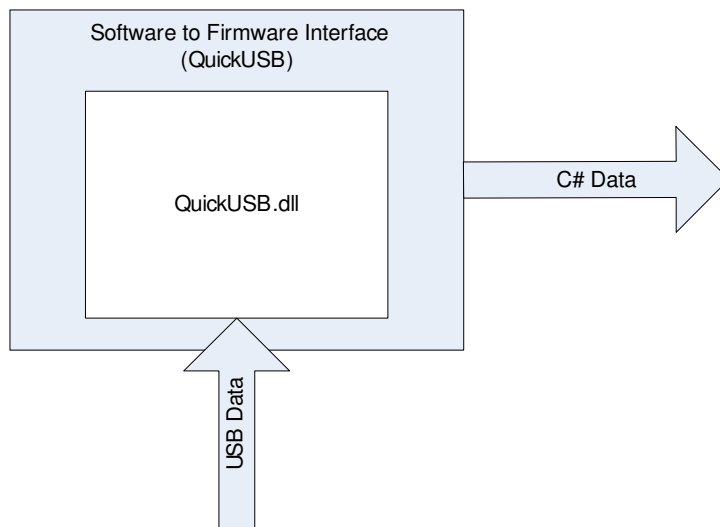 Software to Firmware Interface
(QuickUSB)
QuickUSB.dll
C# Data
USB Data